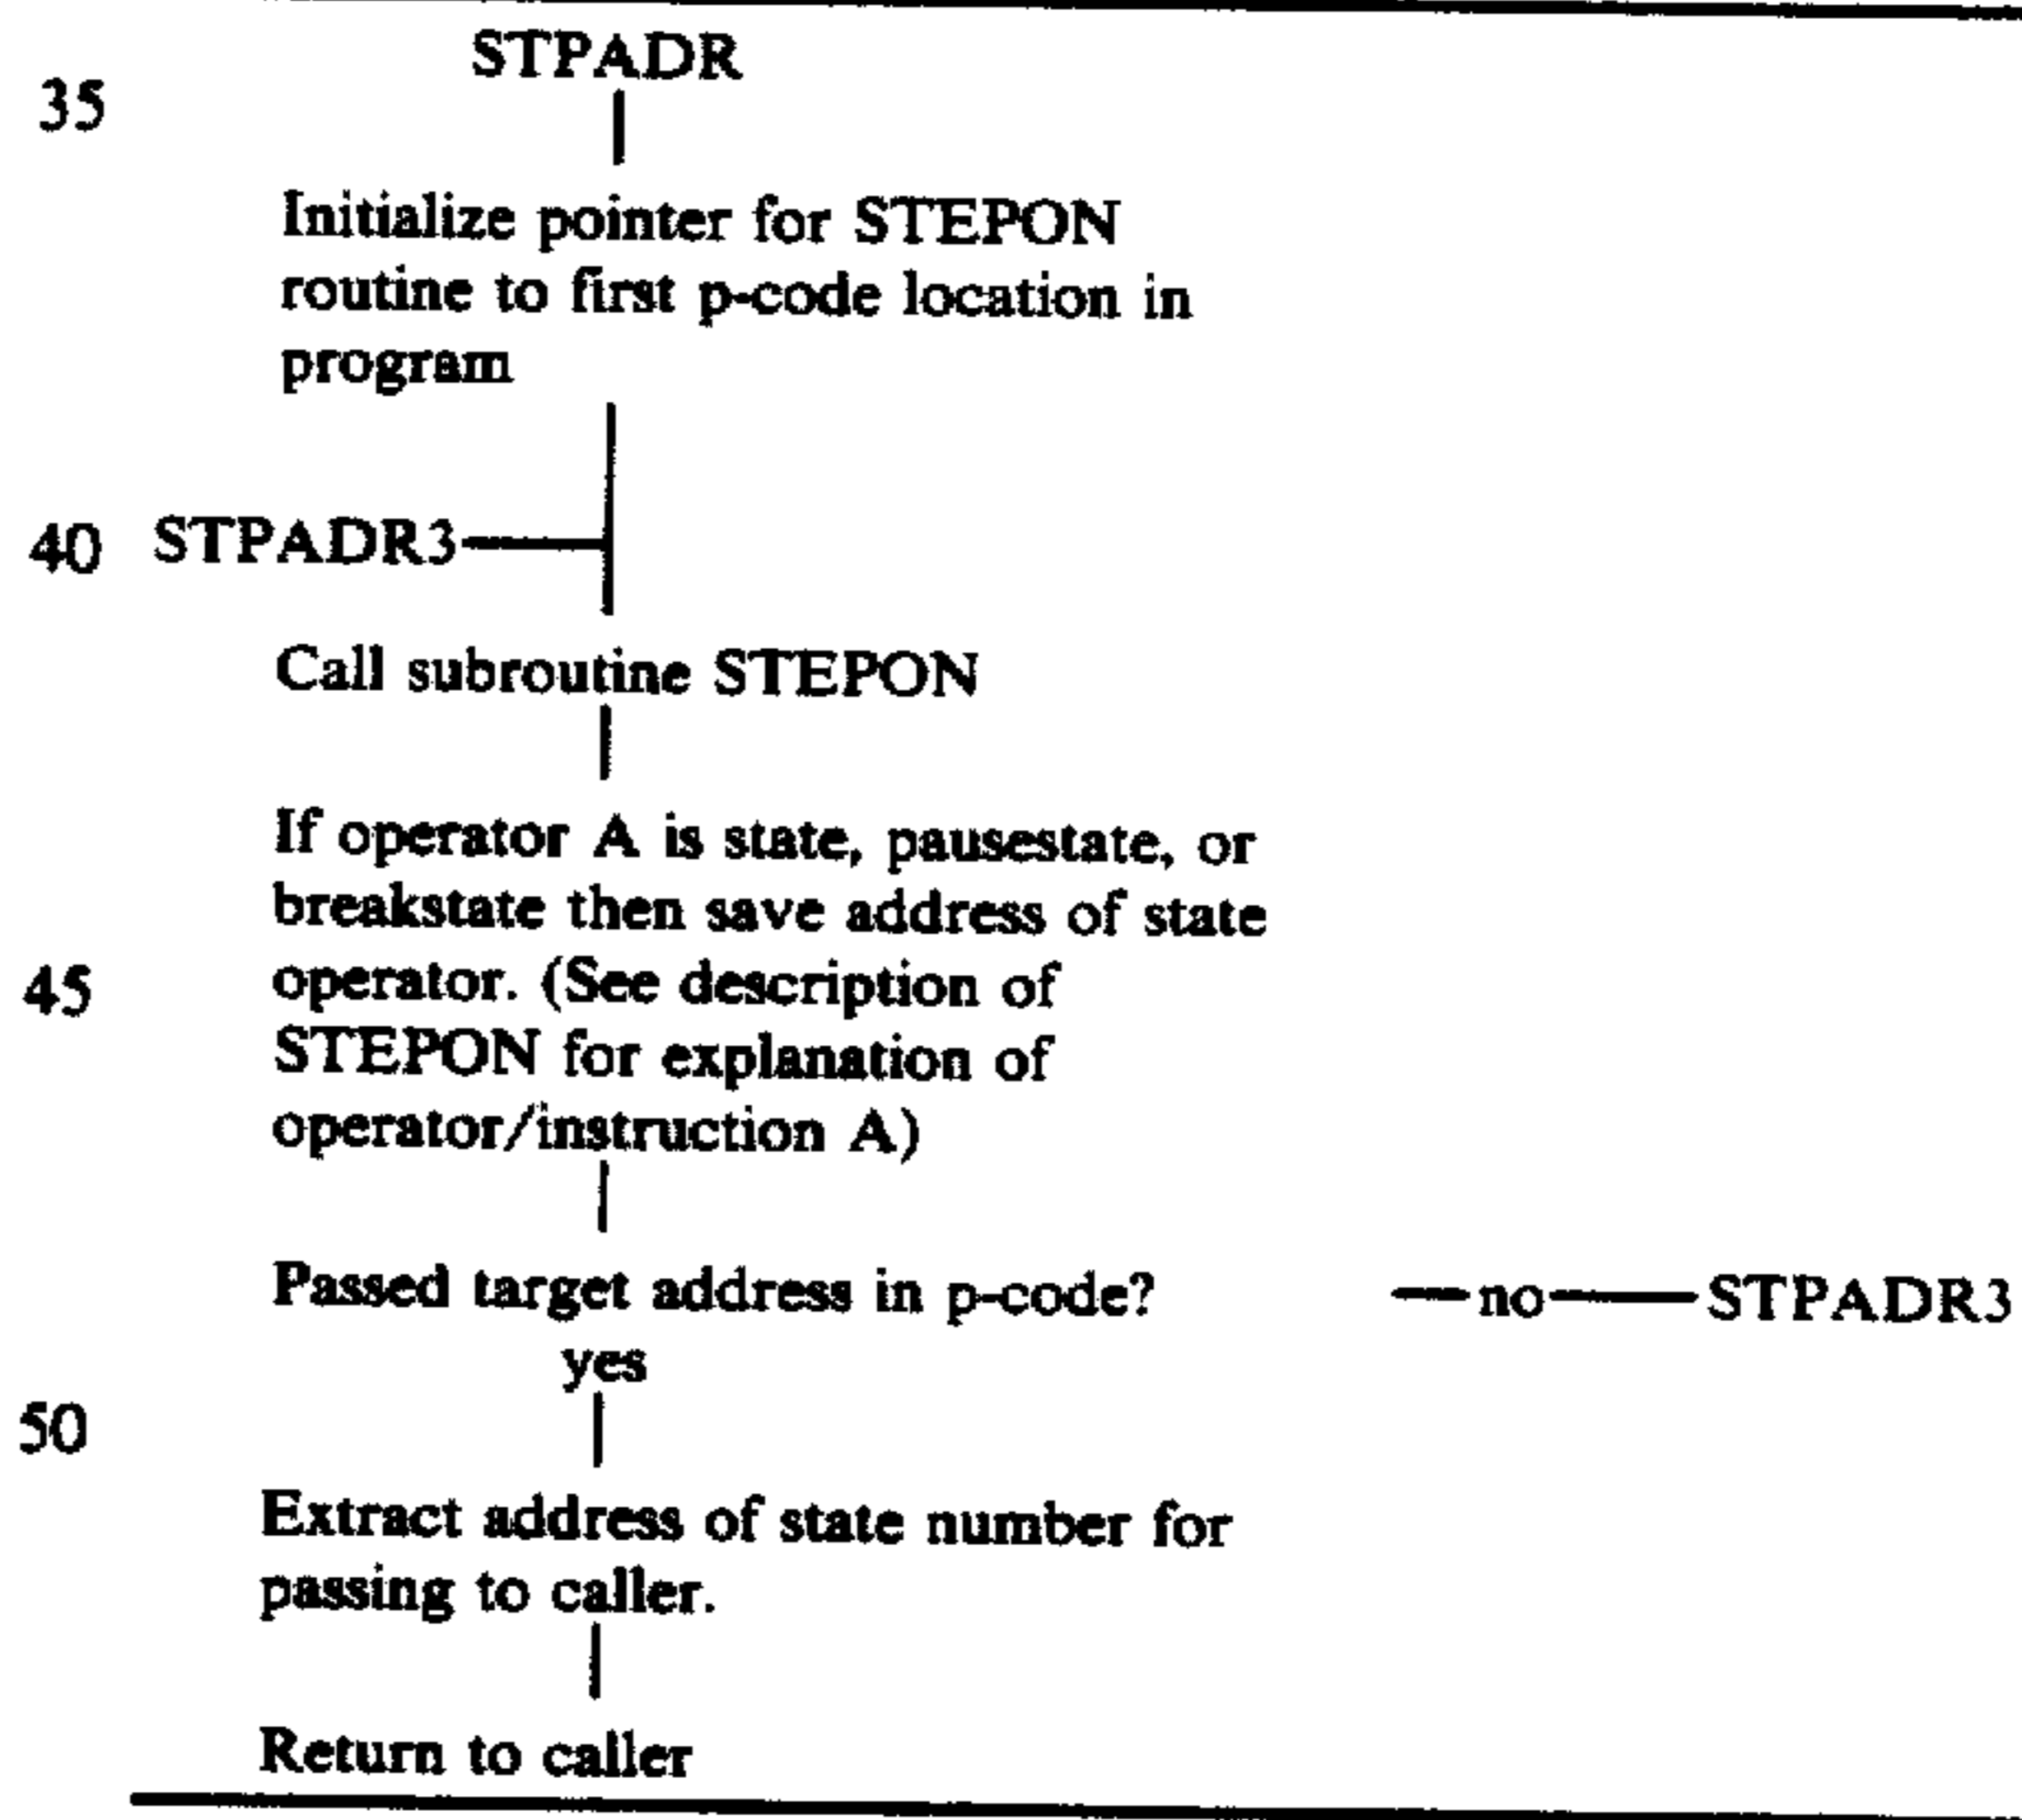 STPADR
35
Initialize pointer for STEPON
routine to first p-code location in
program
40 STPADR3
Call subroutine STEPON
If operator A is state, pausestate, or
breakstate then save address of state
45 operator. (See description of
STEPON for explanation of
operator/instruction A)
Passed target address in p-code? no STPADR3
yes
50
Extract address of state number for
passing to caller.
Return to caller